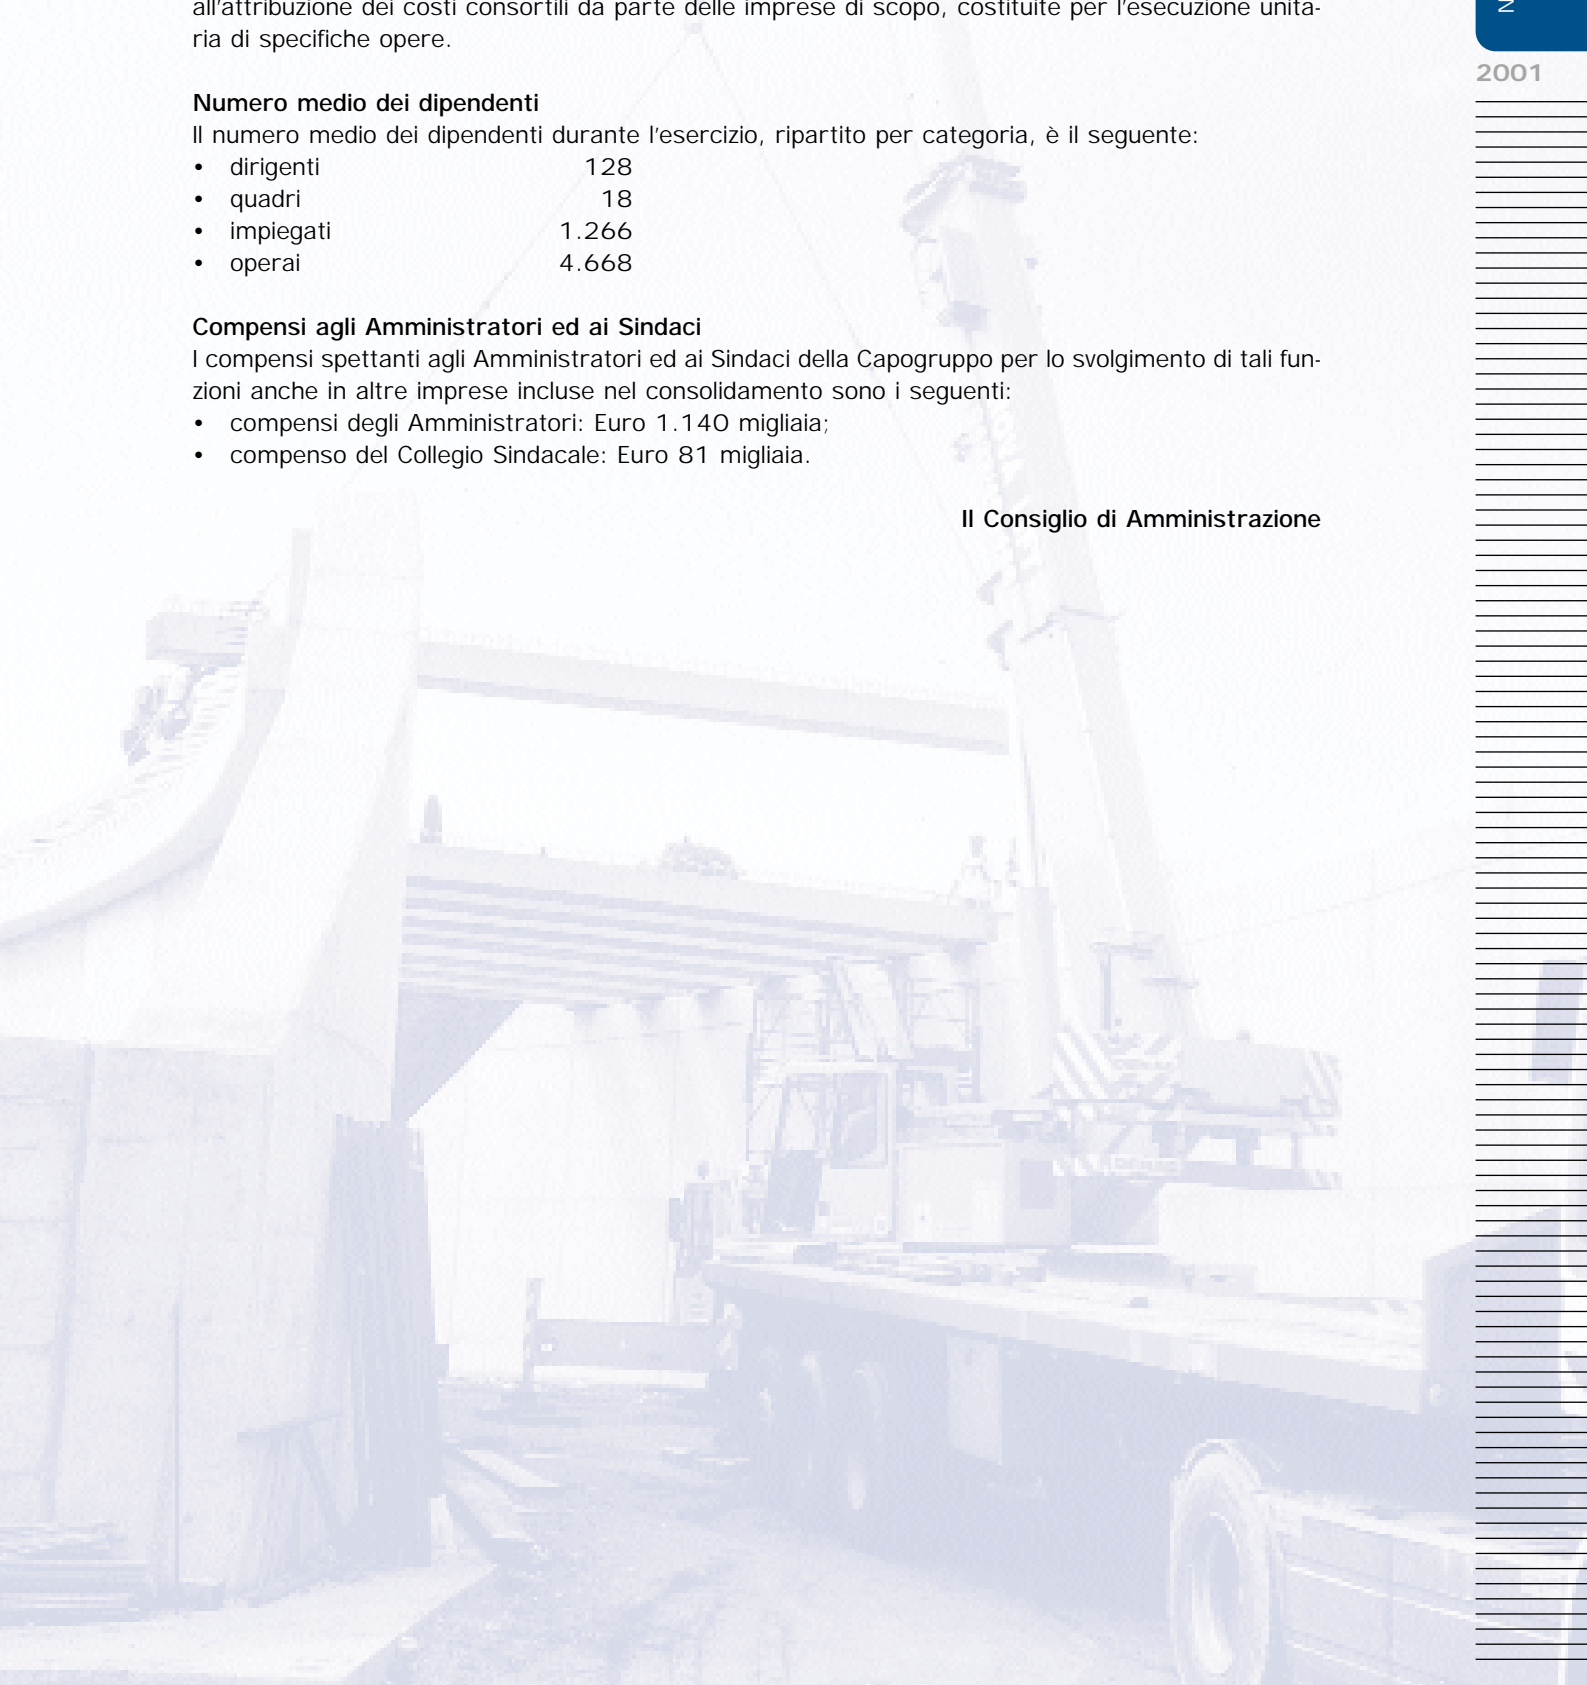 all'attribuzione dei costi consortili da parte delle imprese di scopo, costituite per l'esecuzione unita-
ria di specifiche opere.
2001
Numero medio dei dipendenti
Il numero medio dei dipendenti durante l'esercizio, ripartito per categoria, è il seguente:
• dirigenti 128
• quadri 18
• impiegati 1.266
• operai 4.668
Compensi agli Amministratori ed ai Sindaci
I compensi spettanti agli Amministratori ed ai Sindaci della Capogruppo per lo svolgimento di tali fun-
zioni anche in altre imprese incluse nel consolidamento sono i seguenti:
• compensi degli Amministratori: Euro 1.140 migliaia;
• compenso del Collegio Sindacale: Euro 81 migliaia.
Il Consiglio di Amministrazione